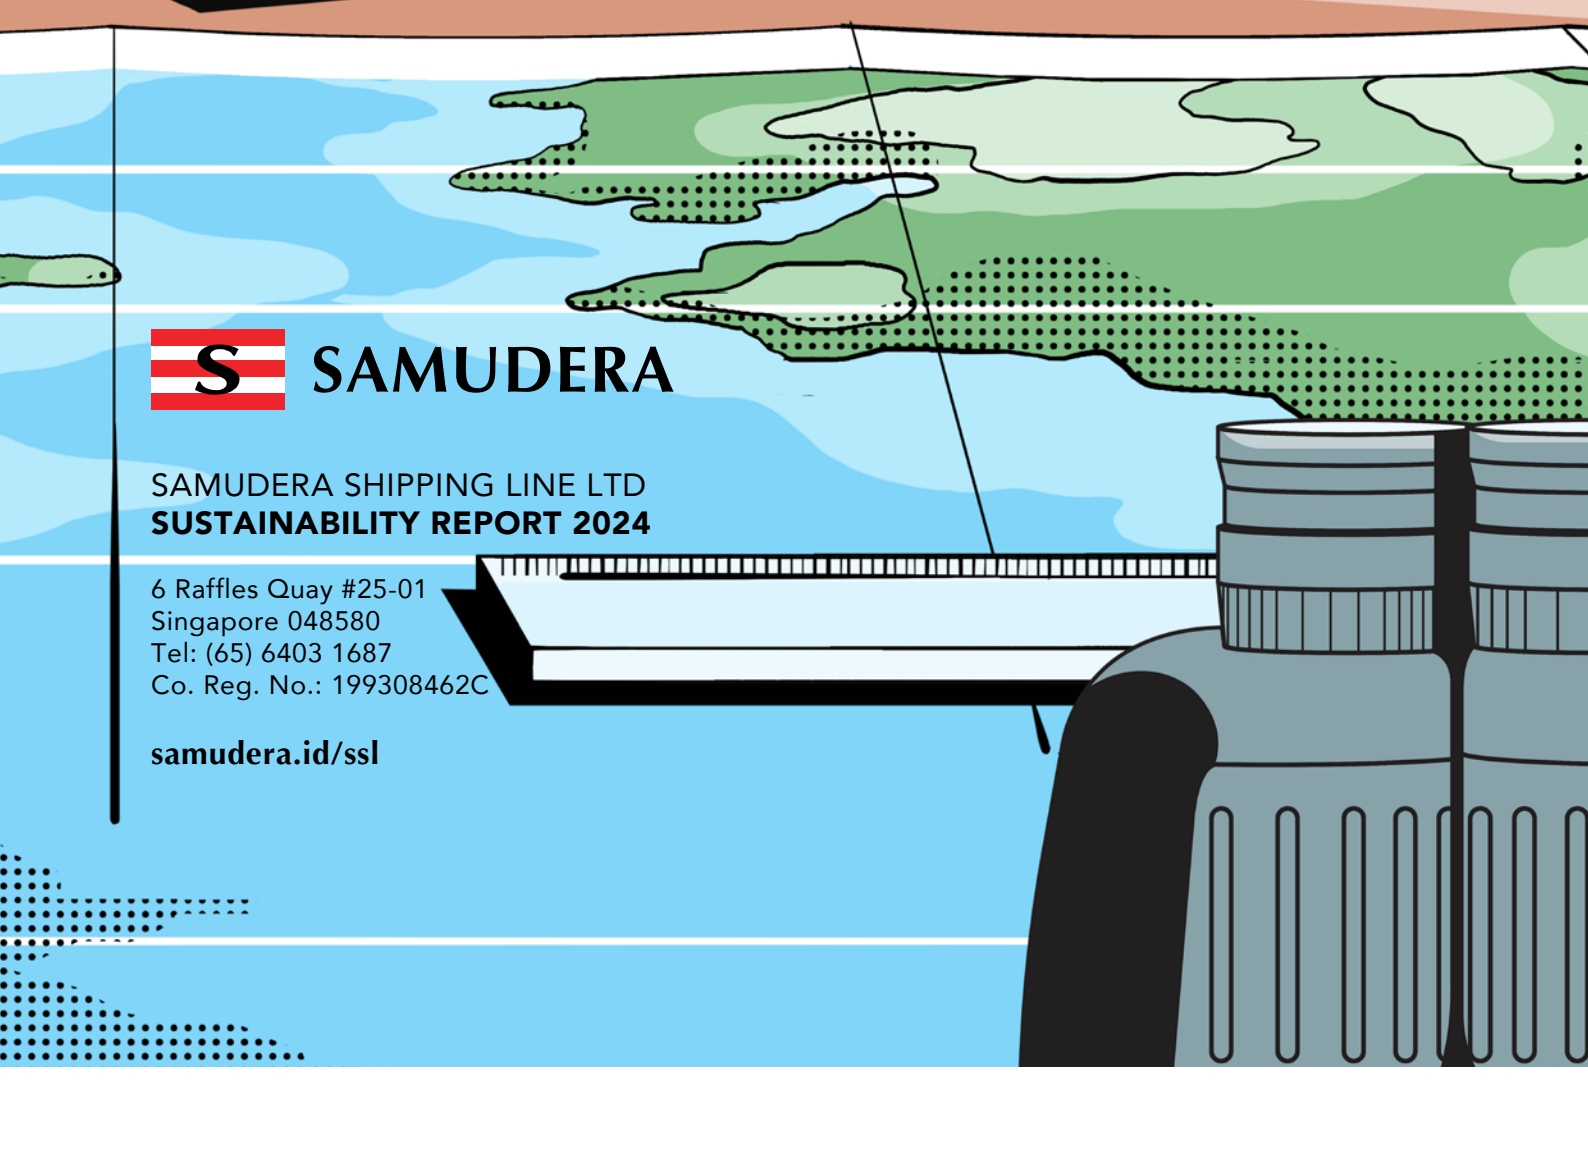 S SAMUDERA
SAMUDERA SHIPPING LINE LTD
SUSTAINABILITY REPORT 2024
6 Raffles Quay #25-01
Singapore 048580
Tel: (65) 6403 1687
Co. Reg. No.: 199308462C
samudera.id/ssl